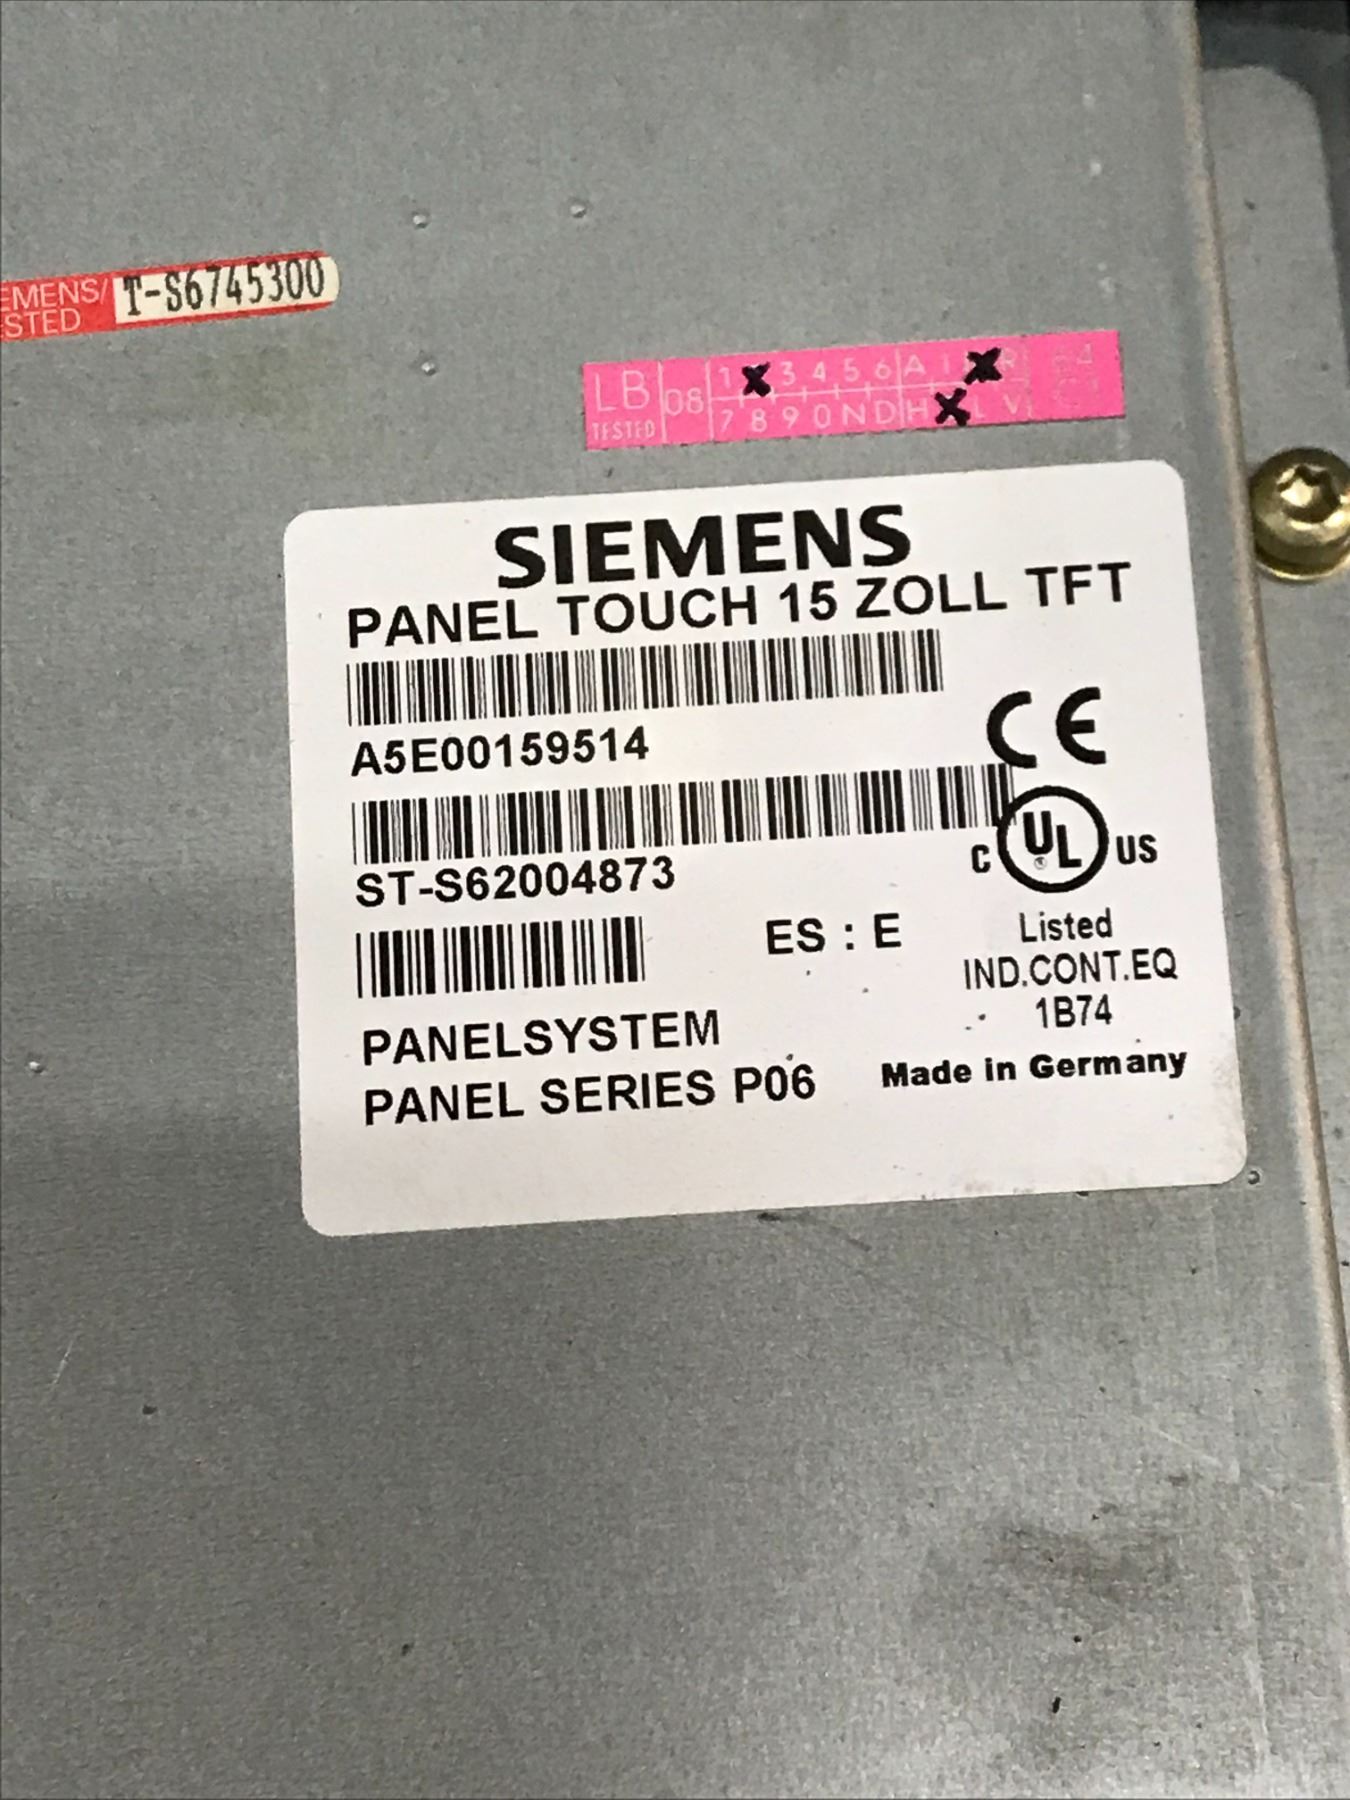 EMENS/ T-S6745300
STED
LB 08 1 3 4 5 6 A
TESTED 7 8 9 0 N D H V
SIEMENS
PANEL TOUCH 15 ZOLL TFT
A5E00159514
CE
ST-S62004873
C UL US
ES : E
Listed
IND.CONT.EQ
1B74
PANELSYSTEM
PANEL SERIES P06
Made in Germany